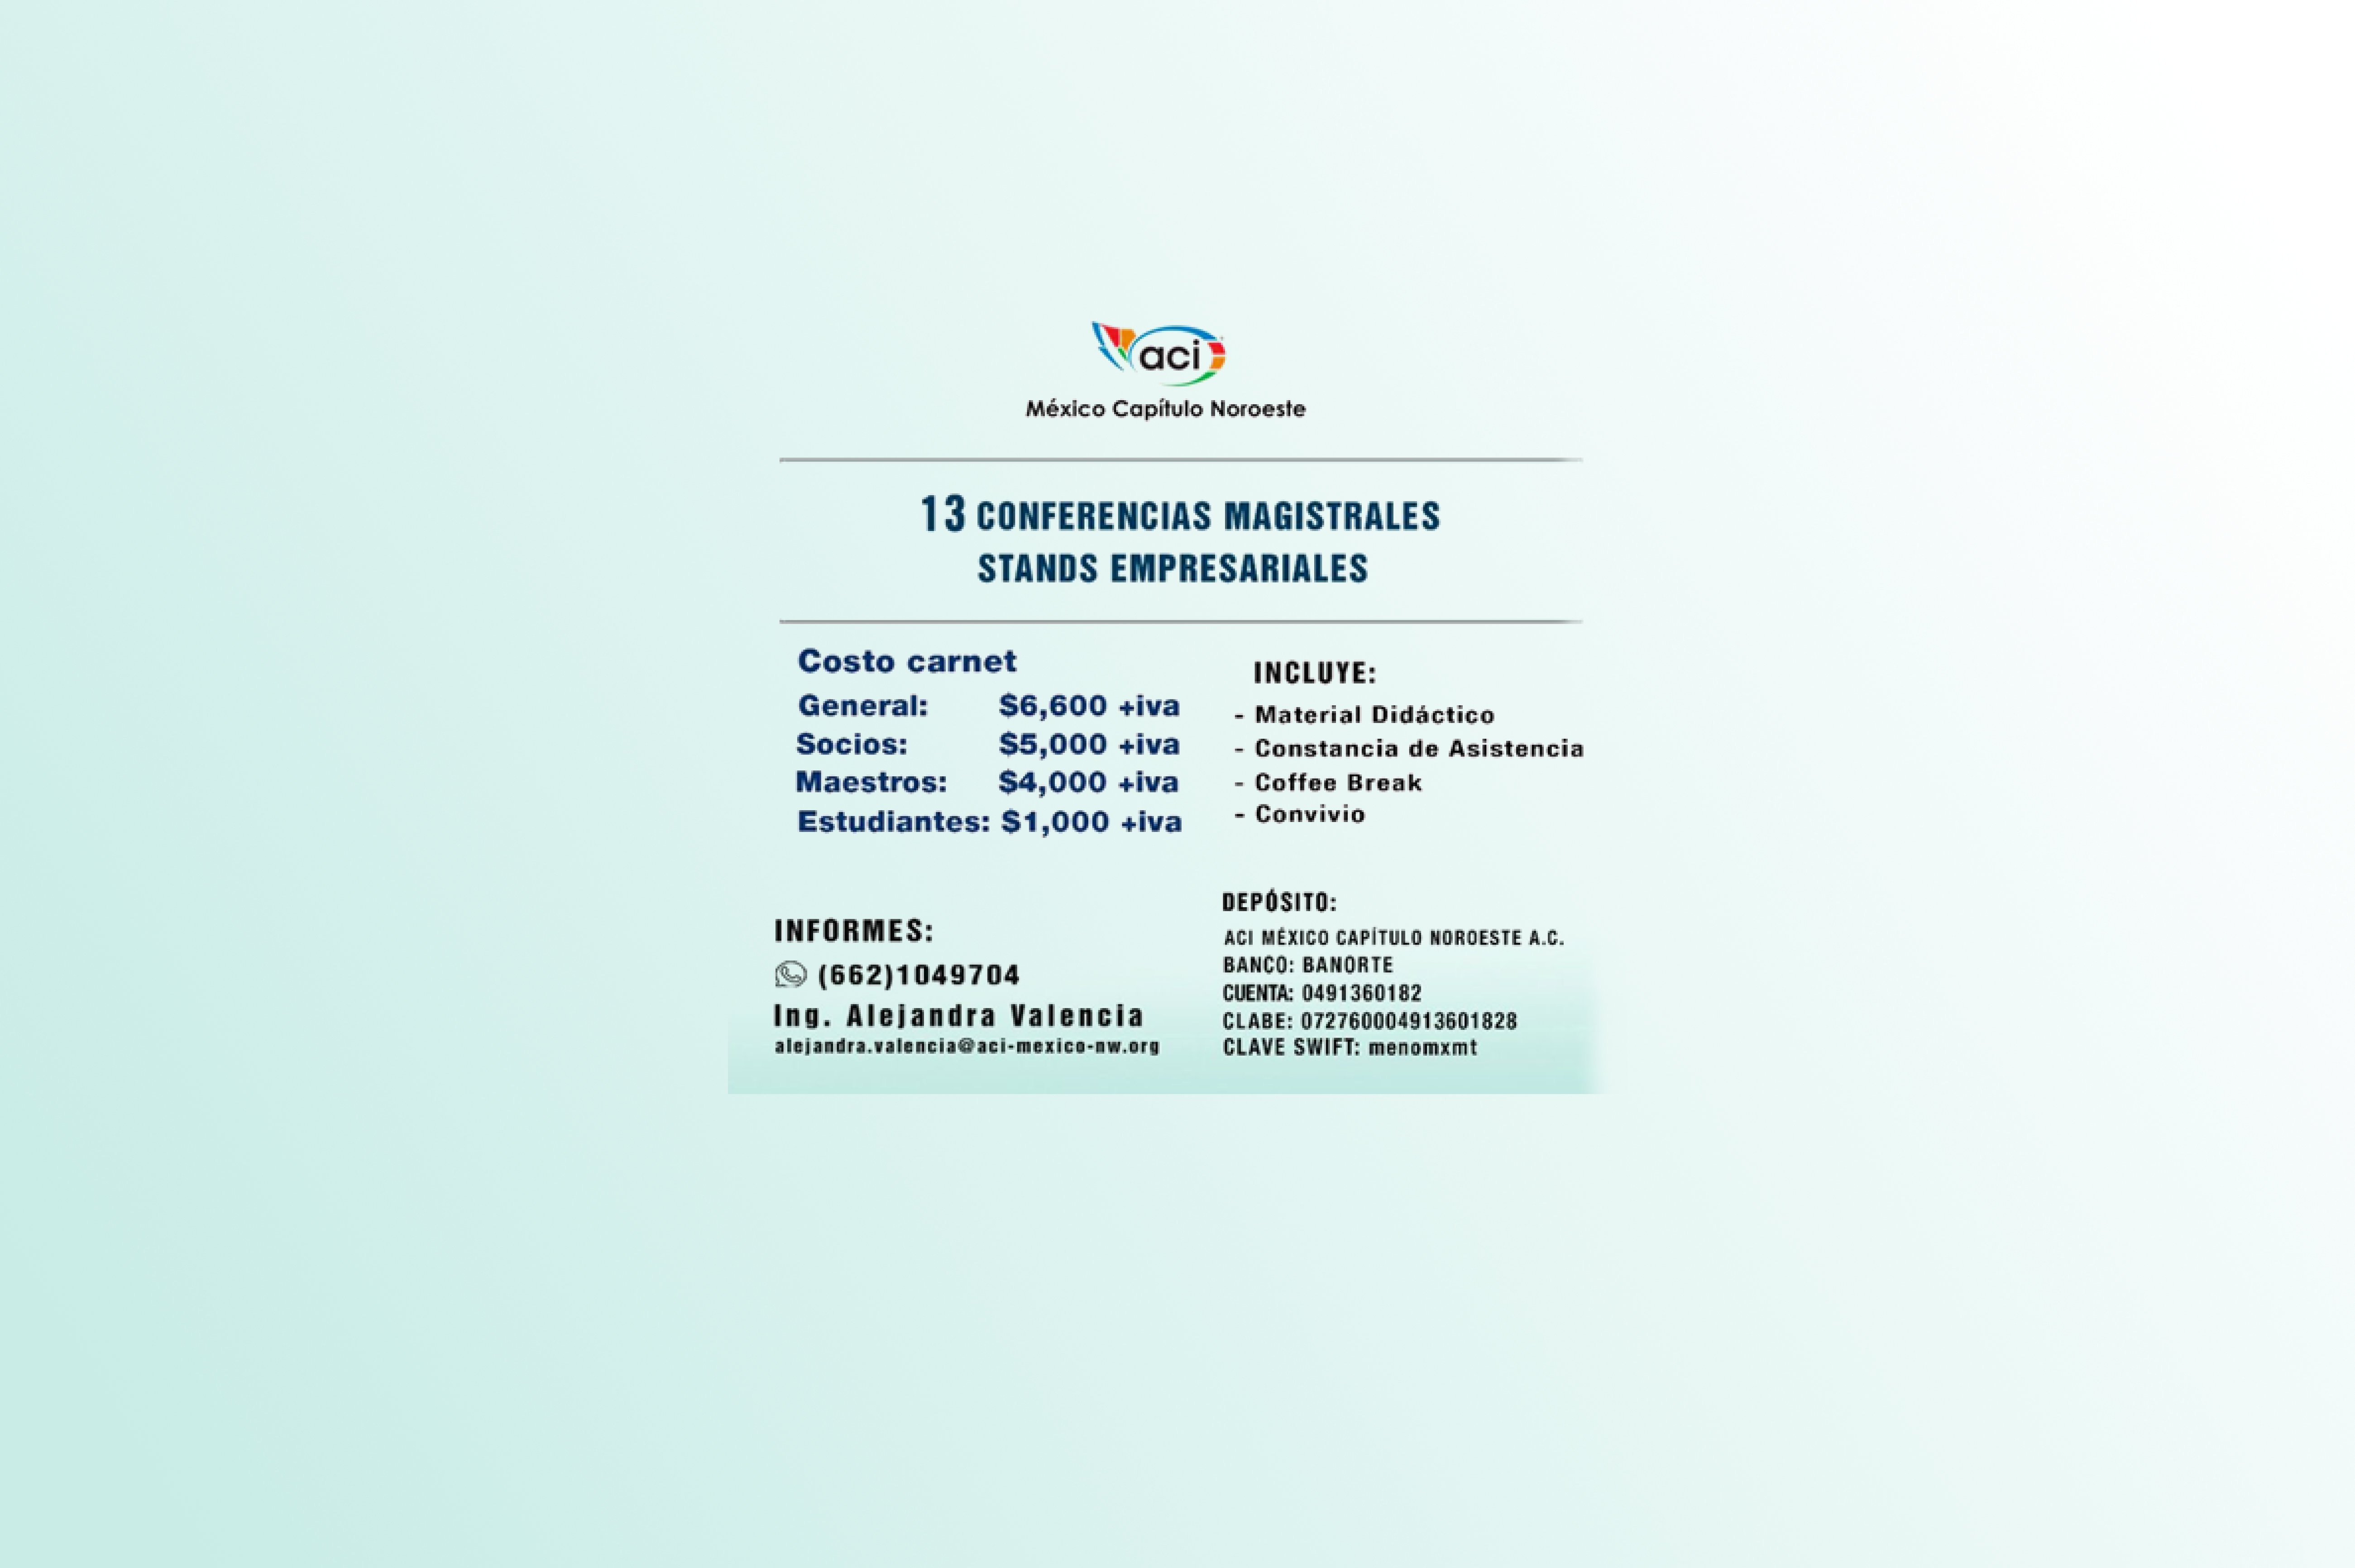 aci
México Capítulo Noroeste
13 CONFERENCIAS MAGISTRALES
STANDS EMPRESARIALES
Costo carnet
General: $6,600 +iva
Socios: $5,000 +iva
Maestros: $4,000 +iva
Estudiantes: $1,000 +iva
INCLUYE:
- Material Didáctico
- Constancia de Asistencia
- Coffee Break
- Convivio
INFORMES:
(662)1049704
Ing. Alejandra Valencia
alejandra.valencia@aci-mexico-nw.org
DEPÓSITO:
ACI MÉXICO CAPÍTULO NOROESTE A.C.
BANCO: BANORTE
CUENTA: 0491360182
CLABE: 072760004913601828
CLAVE SWIFT: menomxmt